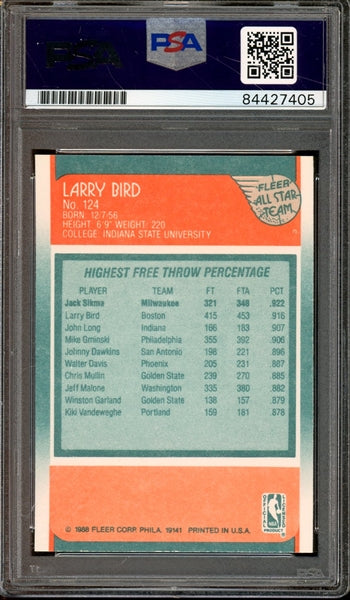 PSA
PSA
84427405
LARRY BIRD
No. 124
BORN: 12/7/56
HEIGHT: 6'9" WEIGHT: 220
COLLEGE: INDIANA STATE UNIVERSITY
FLEER
ALL STAR
TEAM
HIGHEST FREE THROW PERCENTAGE
PLAYER TEAM FT FTA PCT
Jack Sikma Milwaukee 321 348 .922
Larry Bird Boston 415 453 .916
John Long Indiana 166 183 .907
Mike Gminski Philadelphia 355 392 .906
Johnny Dawkins San Antonio 198 221 .896
Walter Davis Phoenix 205 231 .887
Chris Mullin Golden State 239 270 .885
Jeff Malone Washington 335 380 .882
Winston Garland Golden State 138 157 .879
Kiki Vandeweghe Portland 159 181 .878
OFFICIAL LICENSED
NBA
PRODUCT
© 1988 FLEER CORP. PHILA. 19141 PRINTED IN U.S.A.